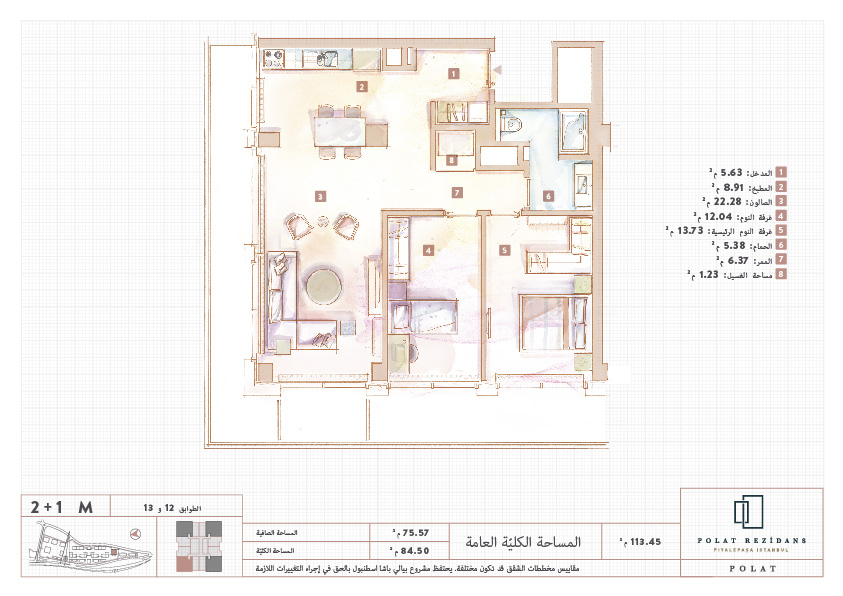 1
2
3
4
5
6
7
8
1 المدخل: 5.63 م²
2 المطبخ: 8.91 م²
3 الصالون: 22.28 م²
4 غرفة النوم: 12.04 م²
5 غرفة النوم الرئيسية: 13.73 م²
6 الحمام: 5.38 م²
7 الممر: 6.37 م²
8 مساحة الغسيل: 1.23 م²
2+1 M
الطوابق 12 و 13
المساحة الصافية 75.57 م²
المساحة الكليّة 84.50 م²
المساحة الكليّة العامة 113.45 م²
مقاييس مخططات الشقق قد تكون مختلفة. يحتفظ مشروع بيالي باشا اسطنبول بالحق في إجراء التغييرات اللازمة
POLAT REZİDANS
PİYALEPAŞA İSTANBUL
POLAT